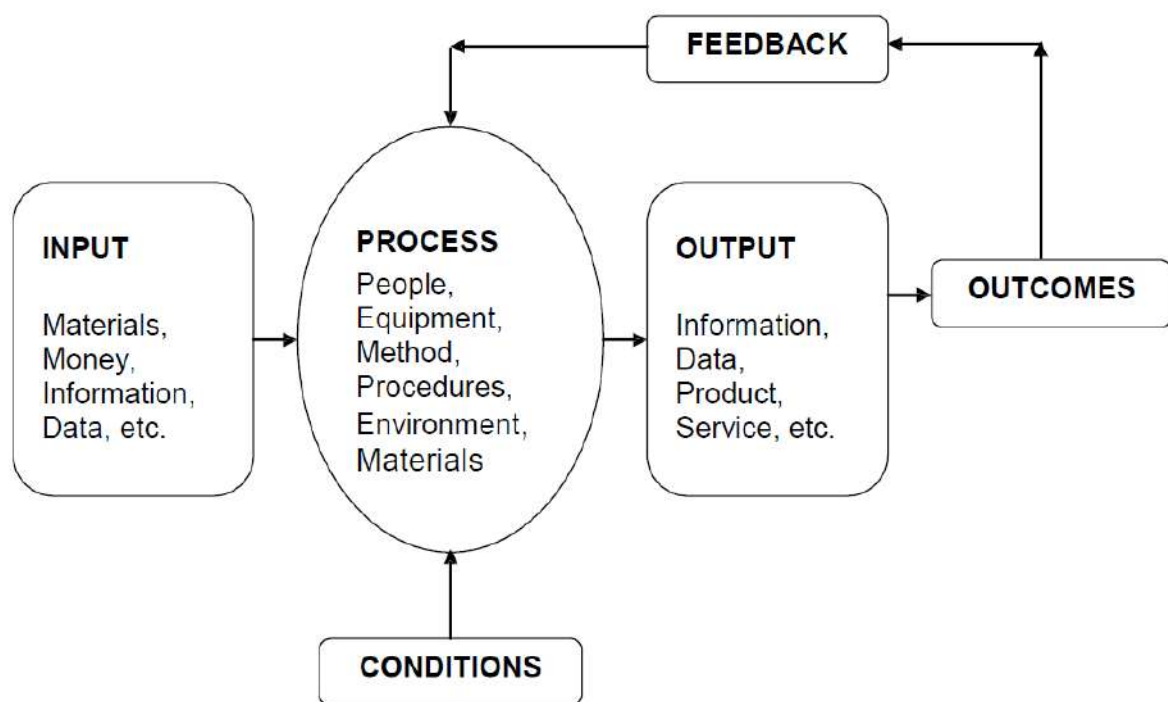 FEEDBACK
INPUT
Materials,
Money,
Information,
Data, etc.
PROCESS
People,
Equipment,
Method,
Procedures,
Environment,
Materials
OUTPUT
Information,
Data,
Product,
Service, etc.
OUTCOMES
CONDITIONS